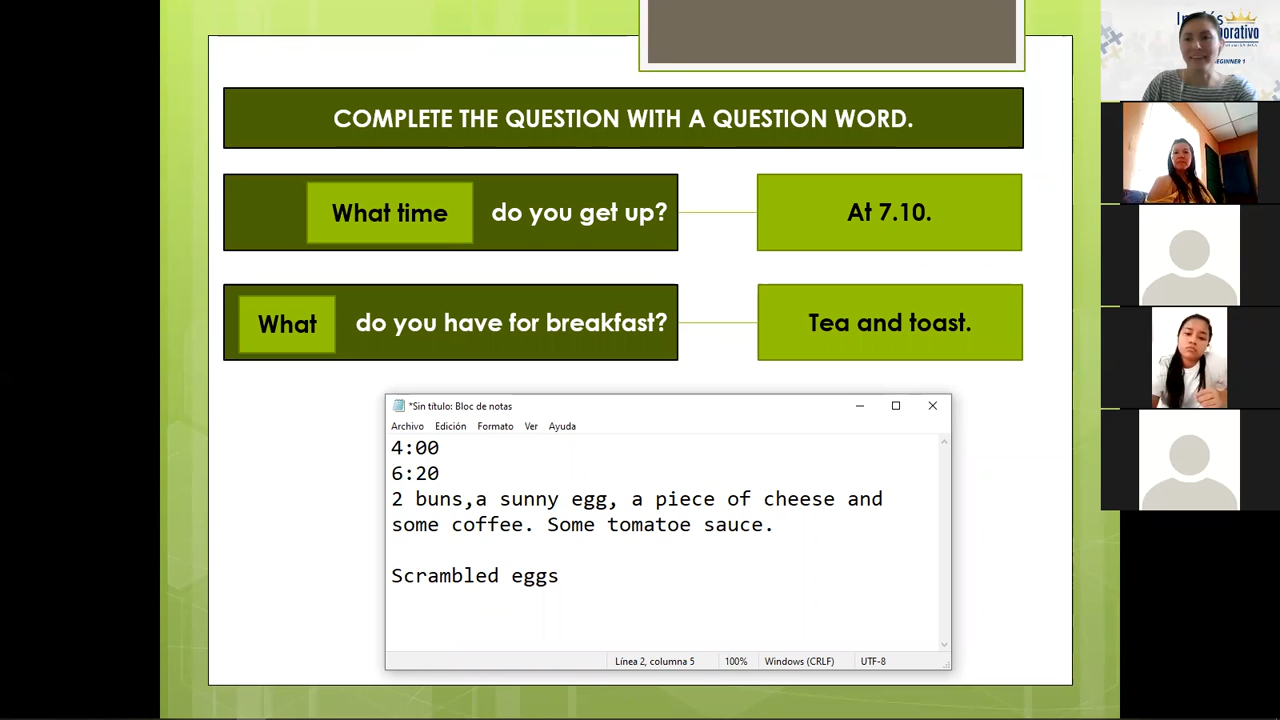 COMPLETE THE QUESTION WITH A QUESTION WORD.
What time do you get up?
At 7.10.
What do you have for breakfast?
Tea and toast.
*Sin título: Bloc de notas
Archivo Edición Formato Ver Ayuda
4:00
6:20
2 buns,a sunny egg, a piece of cheese and
some coffee. Some tomatoe sauce.
Scrambled eggs
Línea 2, columna 5 100% Windows (CRLF) UTF-8